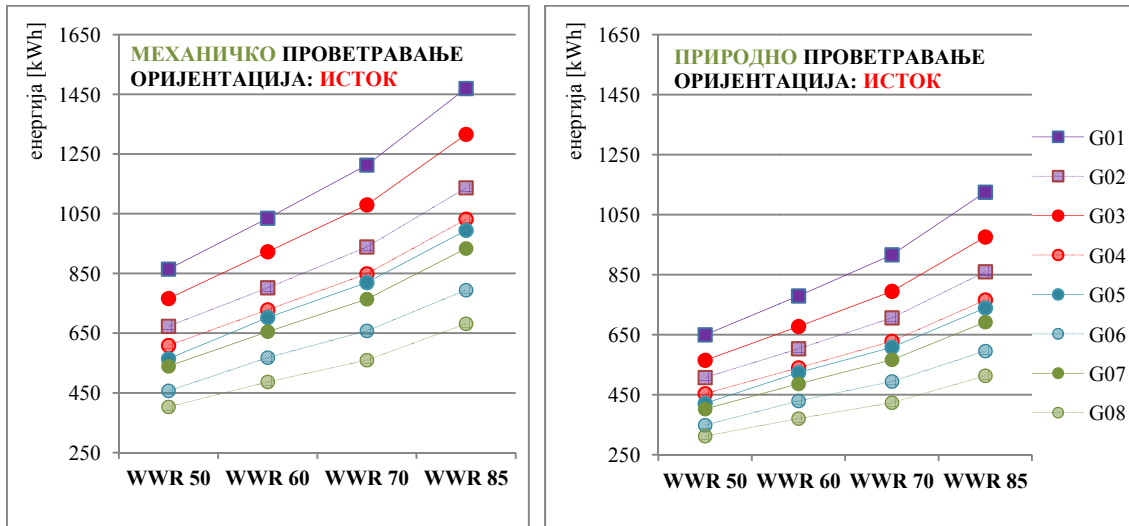 енергија [kWh]
МЕХАНИЧКО ПРОВЕТРАВАЊЕ
ОРИЈЕНТАЦИЈА: ИСТОК
1650
1450
1250
1050
850
650
450
250
WWR 50 WWR 60 WWR 70 WWR 85
енергија [kWh]
ПРИРОДНО ПРОВЕТРАВАЊЕ
ОРИЈЕНТАЦИЈА: ИСТОК
1650
1450
1250
1050
850
650
450
250
WWR 50 WWR 60 WWR 70 WWR 85
G01
G02
G03
G04
G05
G06
G07
G08